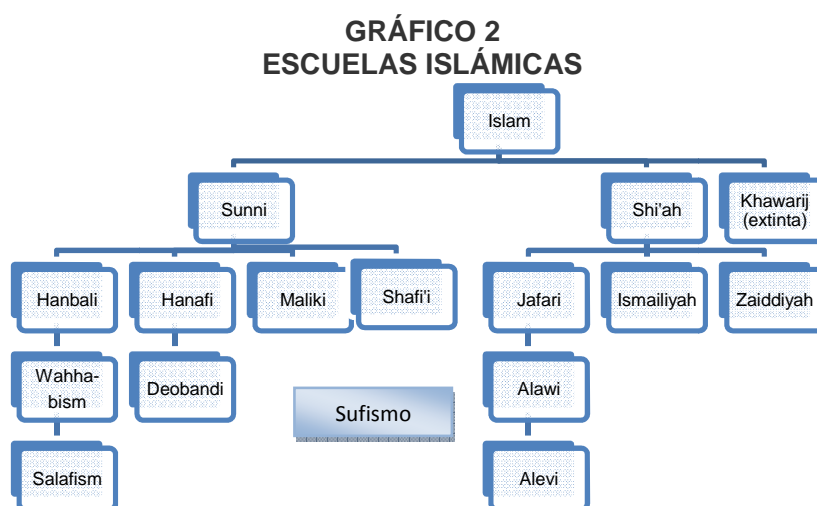 GRÁFICO 2
ESCUELAS ISLÁMICAS
Islam
Sunni
Shi'ah
Khawarij
(extinta)
Hanbali
Hanafi
Maliki
Shafi'i
Jafari
Ismailiyah
Zaiddiyah
Wahha-
bism
Deobandi
Alawi
Sufismo
Salafism
Alevi